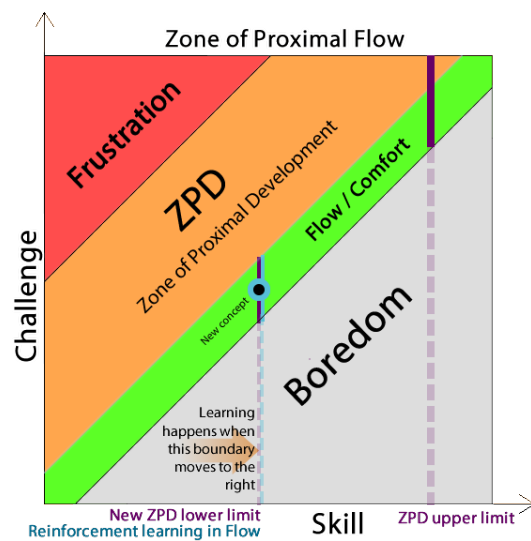 Zone of Proximal Flow
Frustration
ZPD
Zone of Proximal Development
Flow / Comfort
New concept
Boredom
Challenge
Learning
happens when
this boundary
moves to the
right
New ZPD lower limit
Reinforcement learning in Flow
Skill
ZPD upper limit